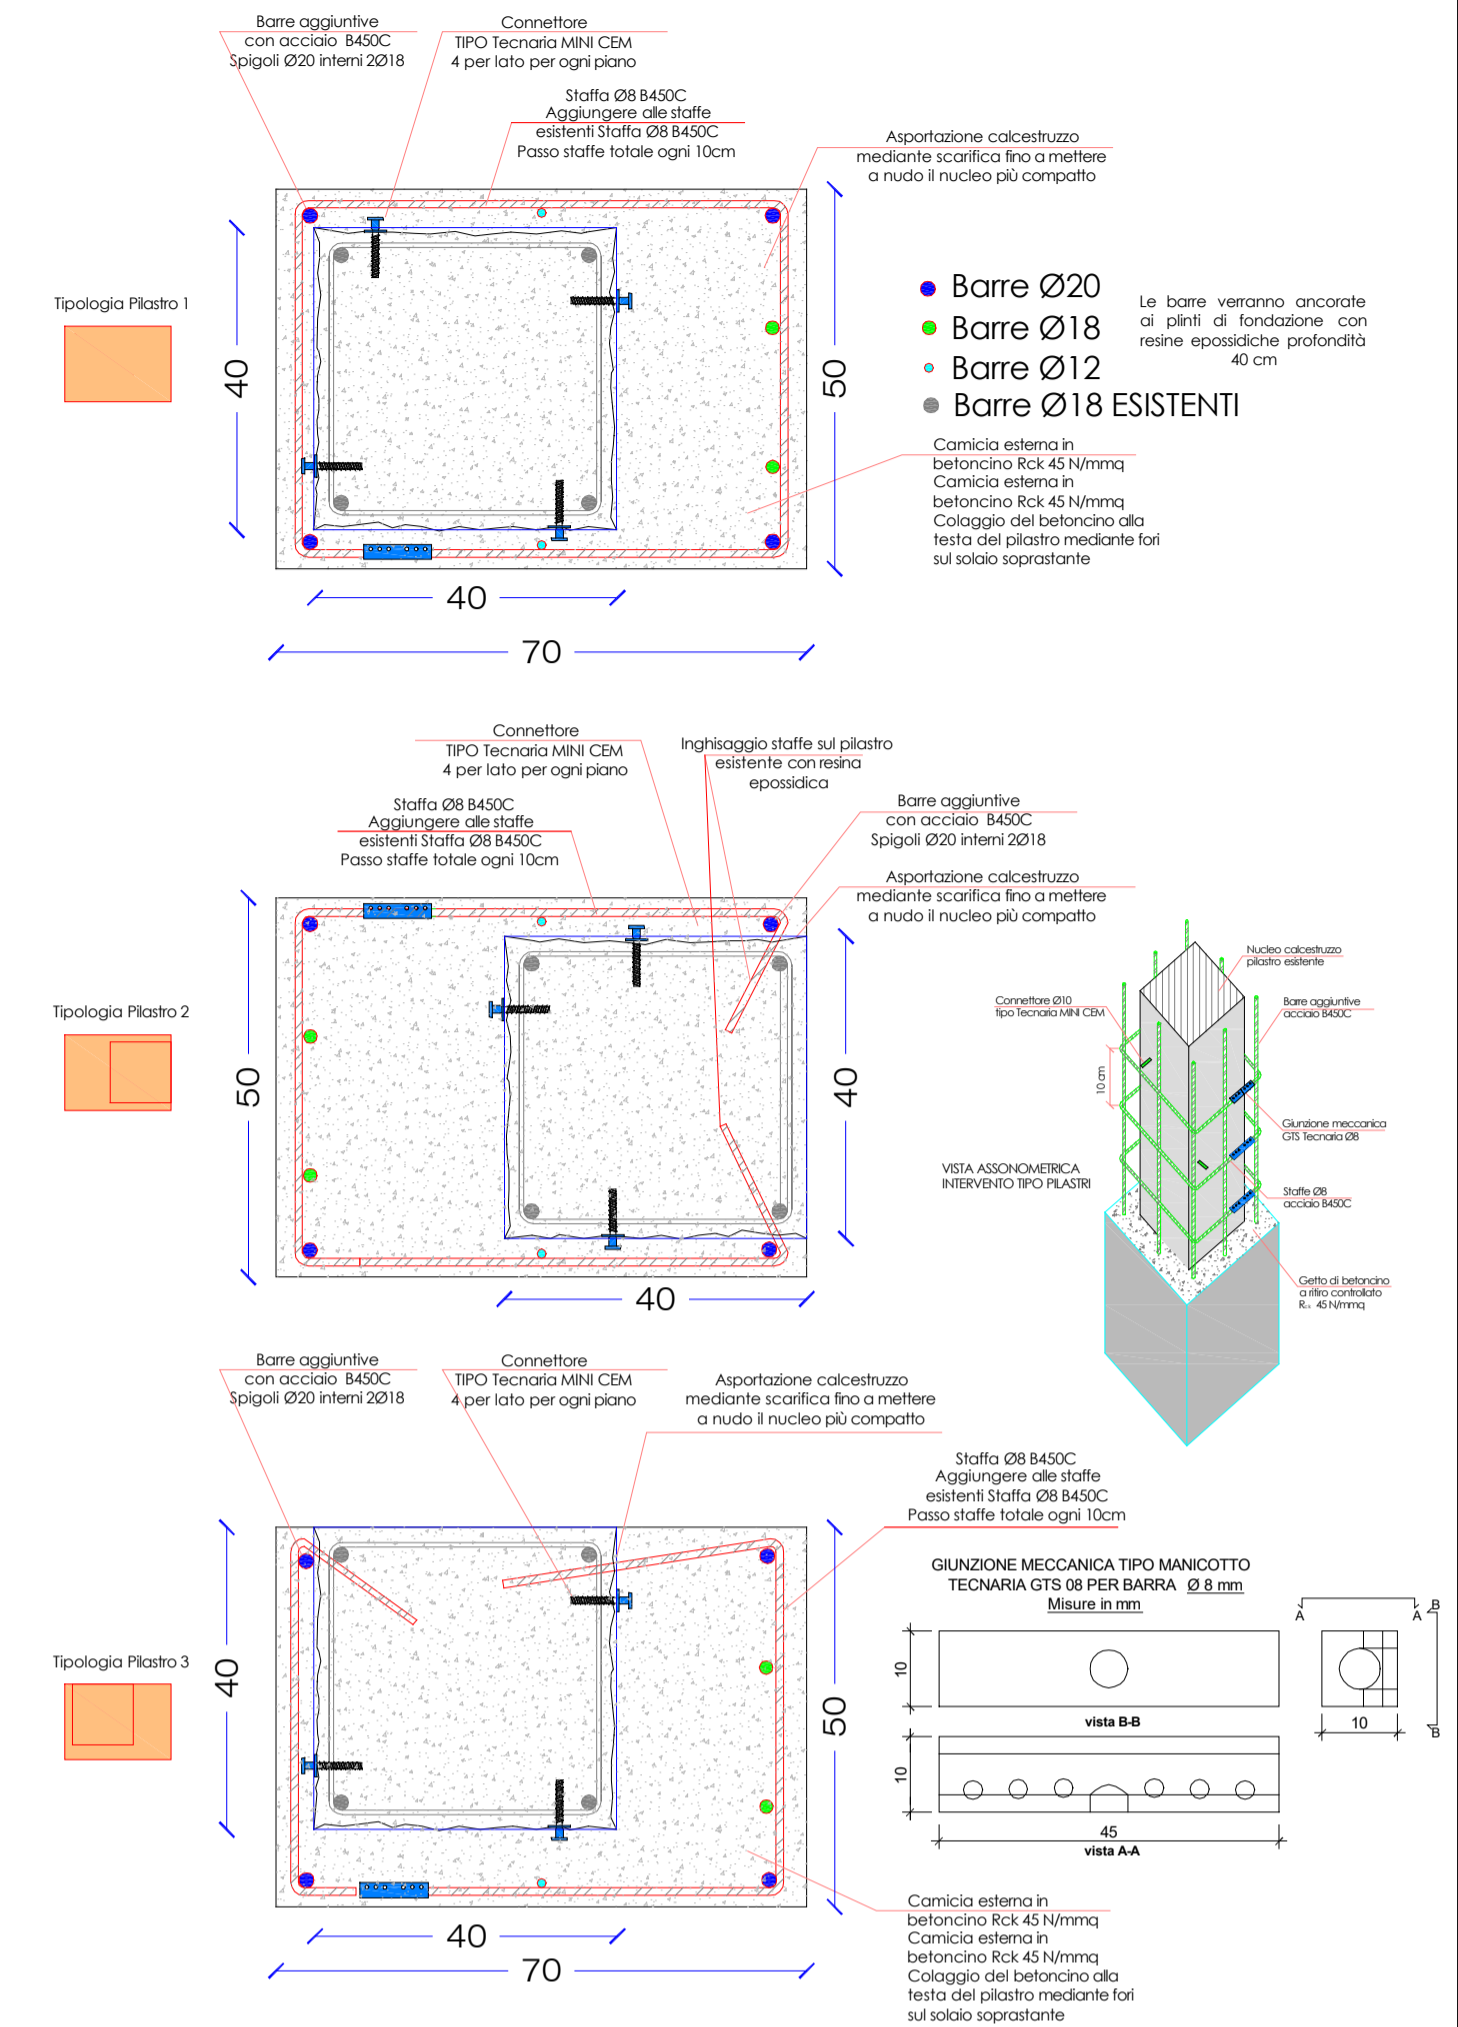 Barre aggiuntive
con acciaio B450C
Spigoli Ø20 interni 2Ø18
Connettore
TIPO Tecnaria MINI CEM
4 per lato per ogni piano
Staffa Ø8 B450C
Aggiungere alle staffe
esistenti Staffa Ø8 B450C
Passo staffe totale ogni 10cm
Asportazione calcestruzzo
mediante scarifica fino a mettere
a nudo il nucleo più compatto
Tipologia Pilastro 1
40
50
40
70
Barre Ø20
Barre Ø18
Barre Ø12
Barre Ø18 ESISTENTI
Le barre verranno ancorate
ai plinti di fondazione con
resine epossidiche profondità
40 cm
Camicia esterna in
betoncino Rck 45 N/mmq
Camicia esterna in
betoncino Rck 45 N/mmq
Colaggio del betoncino alla
testa del pilastro mediante fori
sul solaio soprastante
Connettore
TIPO Tecnaria MINI CEM
4 per lato per ogni piano
Inghisaggio staffe sul pilastro
esistente con resina
epossidica
Staffa Ø8 B450C
Aggiungere alle staffe
esistenti Staffa Ø8 B450C
Passo staffe totale ogni 10cm
Barre aggiuntive
con acciaio B450C
Spigoli Ø20 interni 2Ø18
Asportazione calcestruzzo
mediante scarifica fino a mettere
a nudo il nucleo più compatto
Tipologia Pilastro 2
50
40
40
Nucleo calcestruzzo
pilastro esistente
Connettore Ø10
tipo Tecnaria MINI CEM
Barre aggiuntive
acciaio B450C
10 cm
Giunzione meccanica
GTS Tecnaria Ø8
VISTA ASSONOMETRICA
INTERVENTO TIPO PILASTRI
Staffe Ø8
acciaio B450C
Getto di betoncino
a ritiro controllato
Rck 45 N/mmq
Barre aggiuntive
con acciaio B450C
Spigoli Ø20 interni 2Ø18
Connettore
TIPO Tecnaria MINI CEM
4 per lato per ogni piano
Asportazione calcestruzzo
mediante scarifica fino a mettere
a nudo il nucleo più compatto
Staffa Ø8 B450C
Aggiungere alle staffe
esistenti Staffa Ø8 B450C
Passo staffe totale ogni 10cm
Tipologia Pilastro 3
40
50
40
70
GIUNZIONE MECCANICA TIPO MANICOTTO
TECNARIA GTS 08 PER BARRA Ø 8 mm
Misure in mm
A
A
B
10
vista B-B
10
B
10
45
vista A-A
Camicia esterna in
betoncino Rck 45 N/mmq
Camicia esterna in
betoncino Rck 45 N/mmq
Colaggio del betoncino alla
testa del pilastro mediante fori
sul solaio soprastante